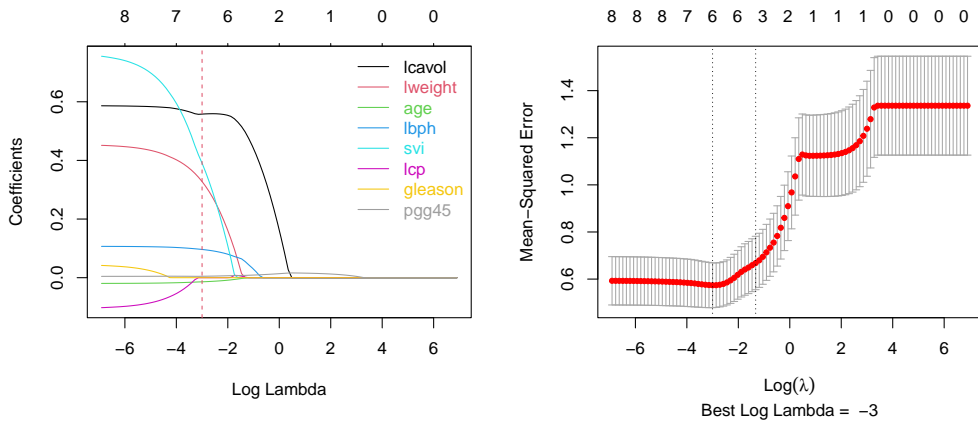 8 8 7 6 2 0 0
Coefficients
0.6
0.4
0.2
0.0
lcavol
lweight
age
lbph
svi
lcp
gleason
pgg45
−6 −4 −2 0 2 4 6
Log Lambda
8 8 8 7 7 6 6 3 2 1 1 1 0 0 0 0
Mean−Squared Error
1.4
1.2
1.0
0.8
0.6
−6 −4 −2 0 2 4 6
Log(λ)
Best Log Lambda = −3